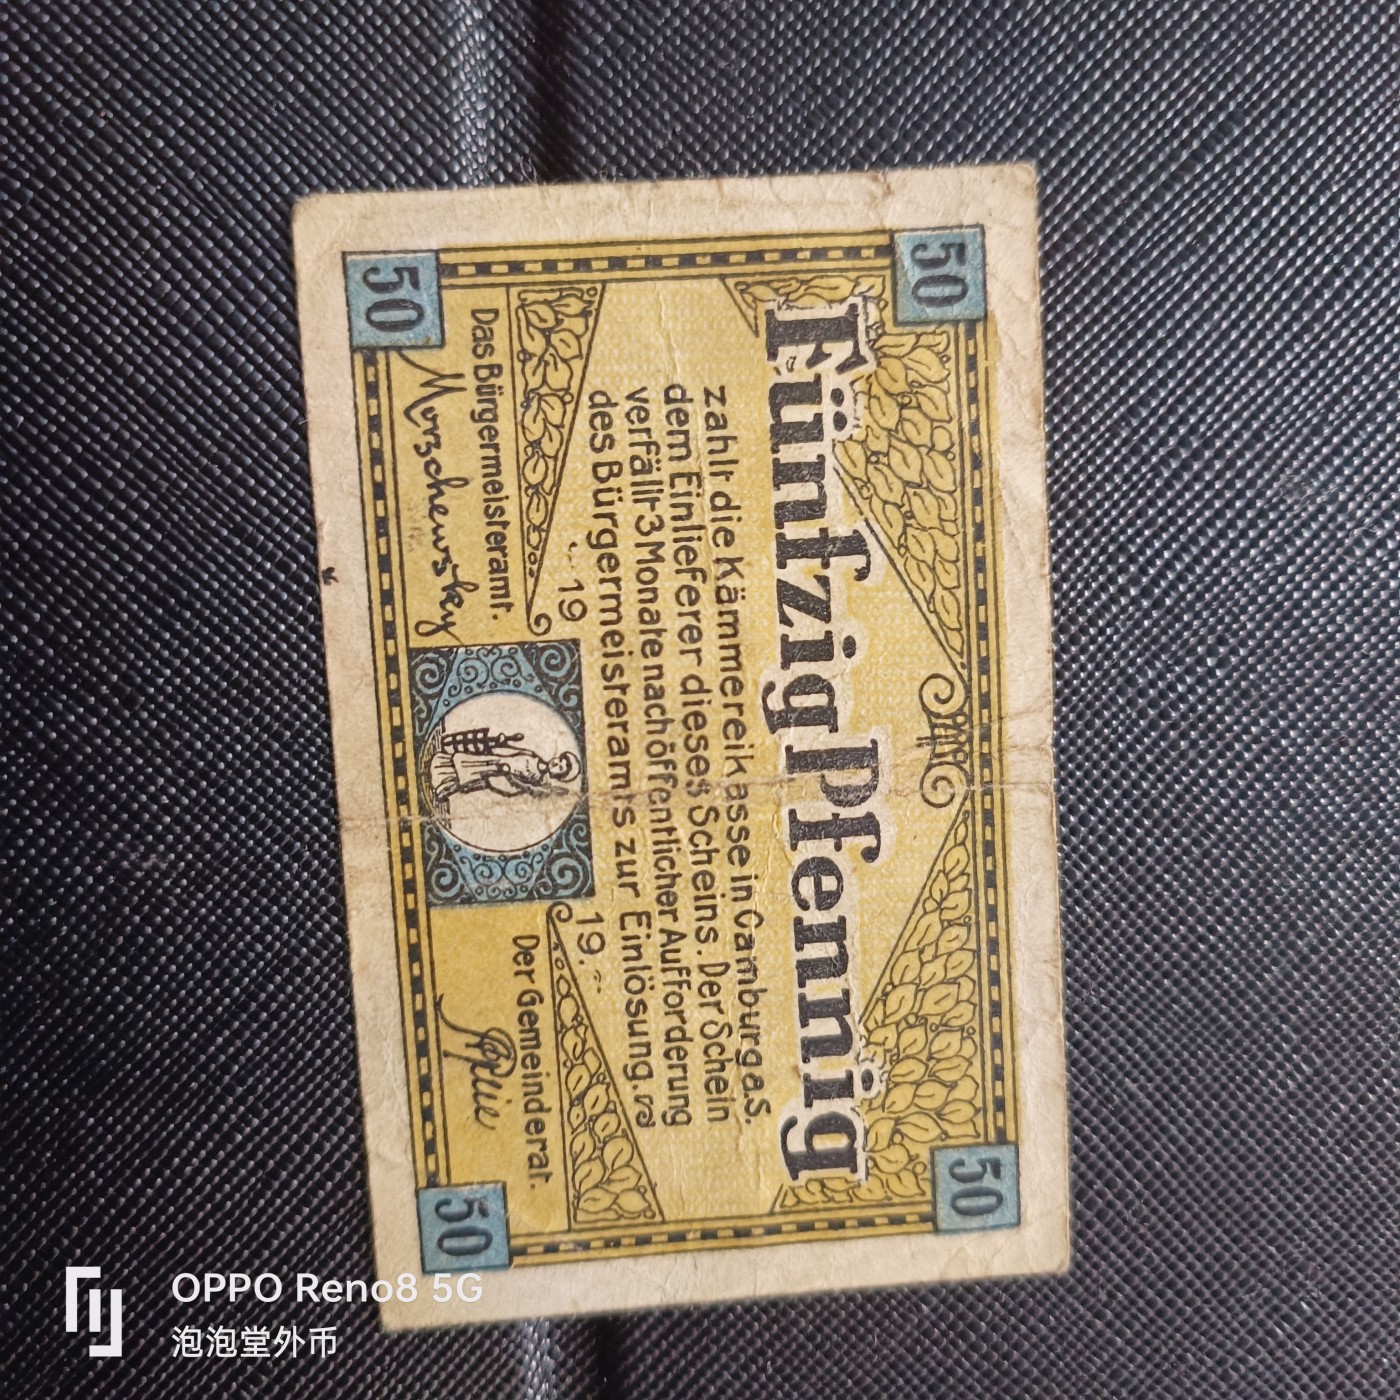 50
50
Fünfzig Pfennig
zahlt die Kämmereikasse in Camburg a.S.
dem Einlieferer dieses Scheins. Der Schein
verfällt 3 Monate nach öffentlicher Aufforderung
des Bürgermeisteramts zur Einlösung.
19
19
Das Bürgermeisteramt.
Der Gemeinderat.
Morschewsky
50
50
OPPO Reno8 5G
泡泡堂外币